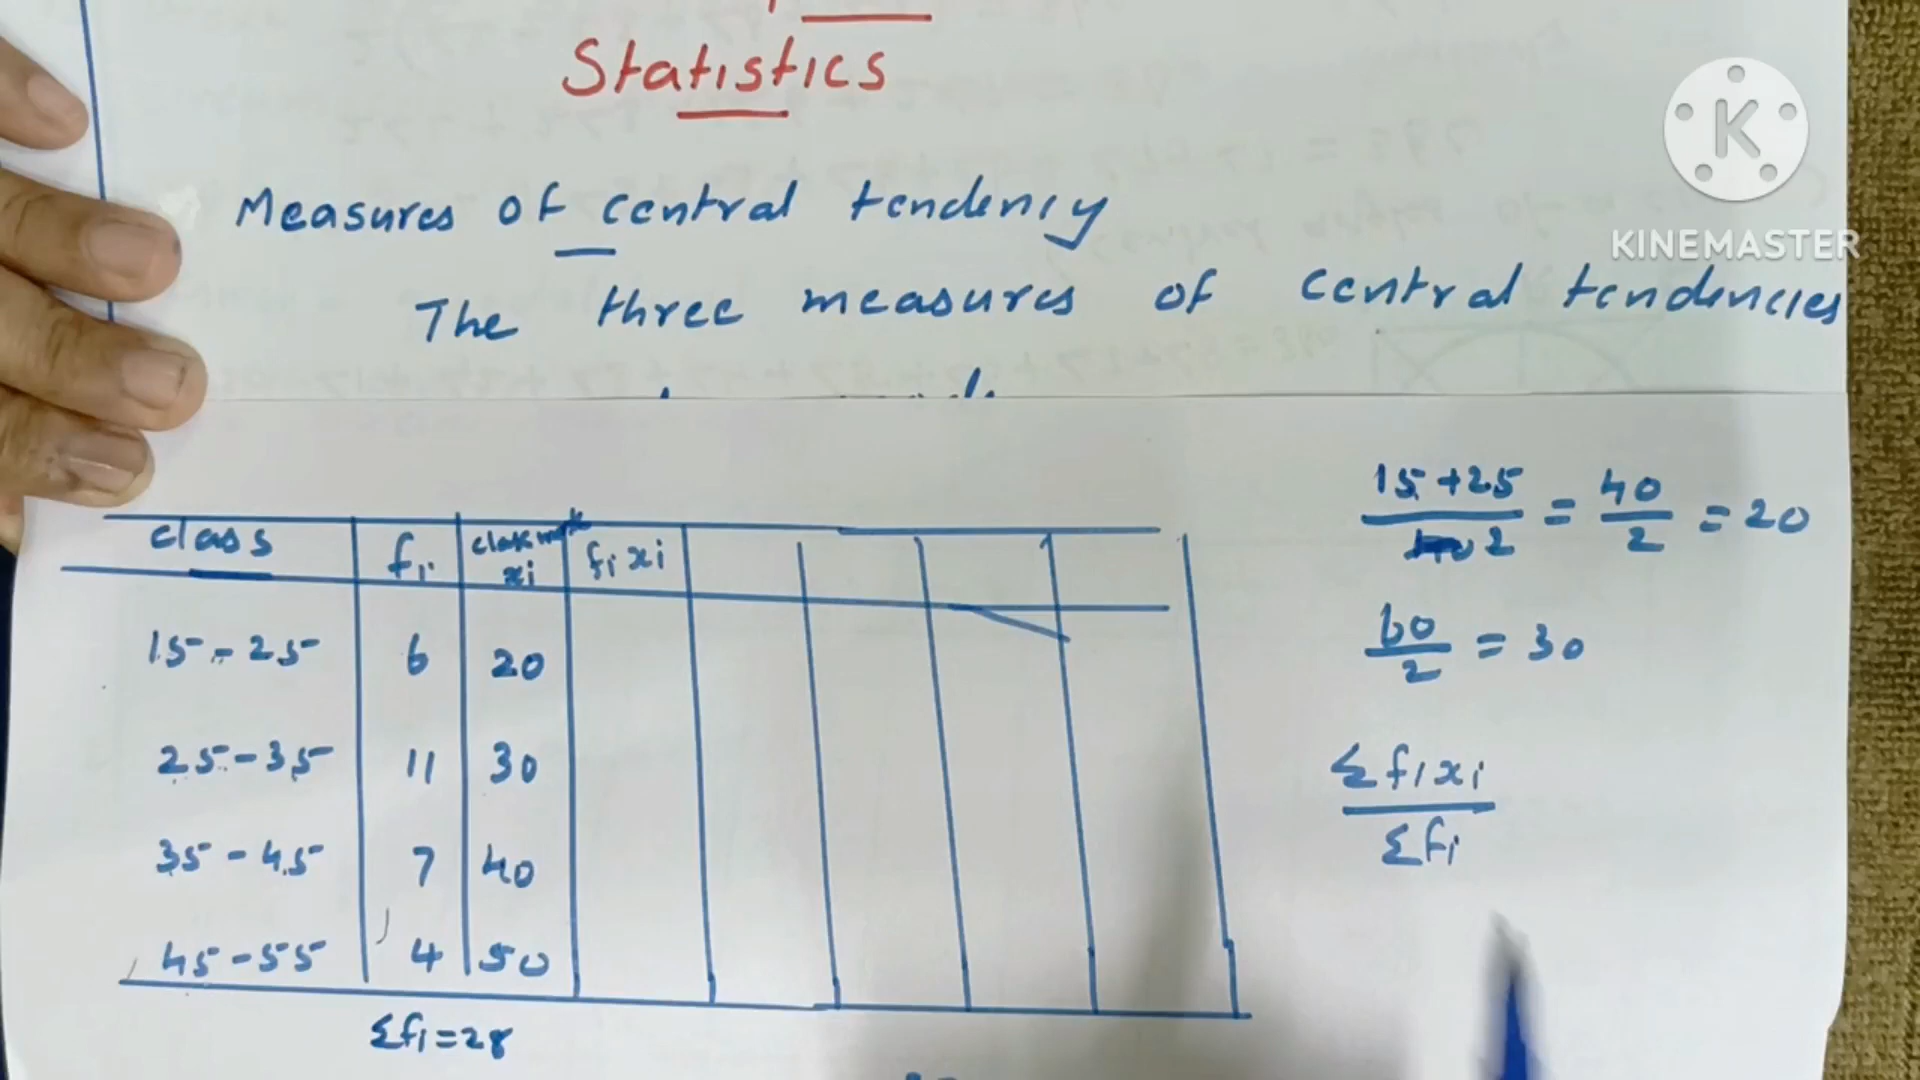 Statistics
Measures of central tendency
The three measures of central tendencies
K
KINEMASTER
class fi class mark xi fi xi
15 - 25 6 20
25 - 35 11 30
35 - 45 7 40
45 - 55 4 50
Σfi = 28
15+25 / 2 = 40 / 2 = 20
60 / 2 = 30
Σfixi / Σfi